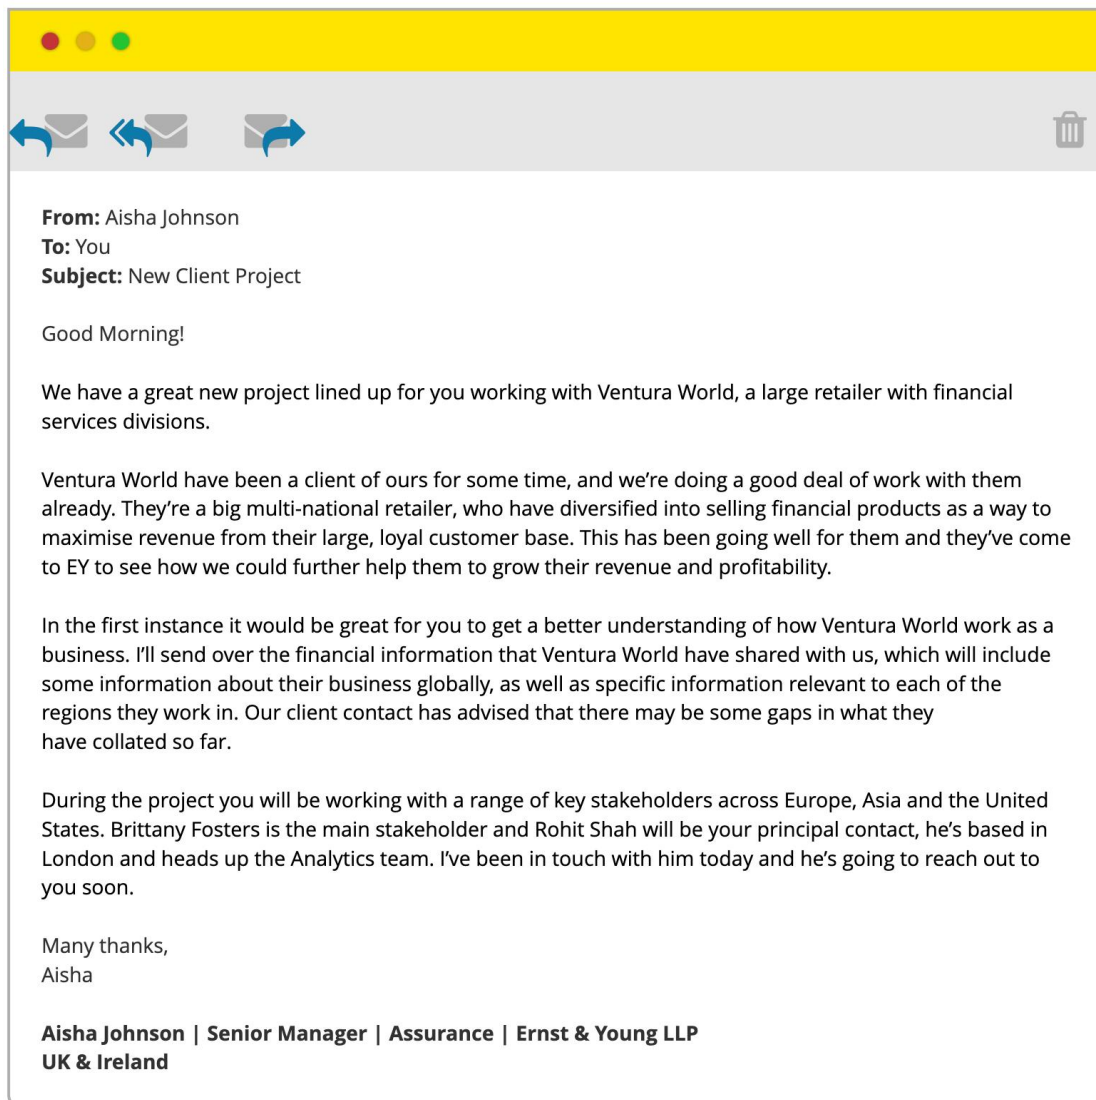 From: Aisha Johnson
To: You
Subject: New Client Project
Good Morning!
We have a great new project lined up for you working with Ventura World, a large retailer with financial
services divisions.
Ventura World have been a client of ours for some time, and we’re doing a good deal of work with them
already. They’re a big multi-national retailer, who have diversified into selling financial products as a way to
maximise revenue from their large, loyal customer base. This has been going well for them and they’ve come
to EY to see how we could further help them to grow their revenue and profitability.
In the first instance it would be great for you to get a better understanding of how Ventura World work as a
business. I’ll send over the financial information that Ventura World have shared with us, which will include
some information about their business globally, as well as specific information relevant to each of the
regions they work in. Our client contact has advised that there may be some gaps in what they
have collated so far.
During the project you will be working with a range of key stakeholders across Europe, Asia and the United
States. Brittany Fosters is the main stakeholder and Rohit Shah will be your principal contact, he’s based in
London and heads up the Analytics team. I’ve been in touch with him today and he’s going to reach out to
you soon.
Many thanks,
Aisha
Aisha Johnson | Senior Manager | Assurance | Ernst & Young LLP
UK & Ireland